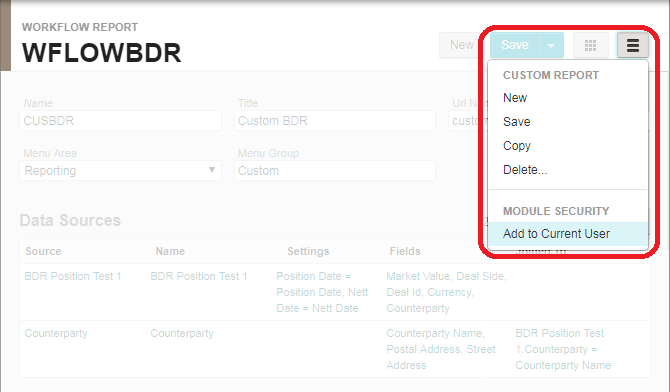 WORKFLOW REPORT
WFLOWBDR
New
Save
CUSTOM REPORT
New
Save
Copy
Delete...
MODULE SECURITY
Add to Current User
Name
Title
Url
CUSBDR
Custom BDR
custom
Menu Area
Menu Group
Reporting
Custom
Data Sources
Source
Name
Settings
Fields
BDR Position Test 1
BDR Position Test 1
Position Date =
Position Date, Nett
Date = Nett Date
Market Value, Deal Side,
Deal Id, Currency,
Counterparty
Counterparty
Counterparty
Counterparty Name,
Postal Address, Street
Address
BDR Position Test
1.Counterparty =
Counterparty Name